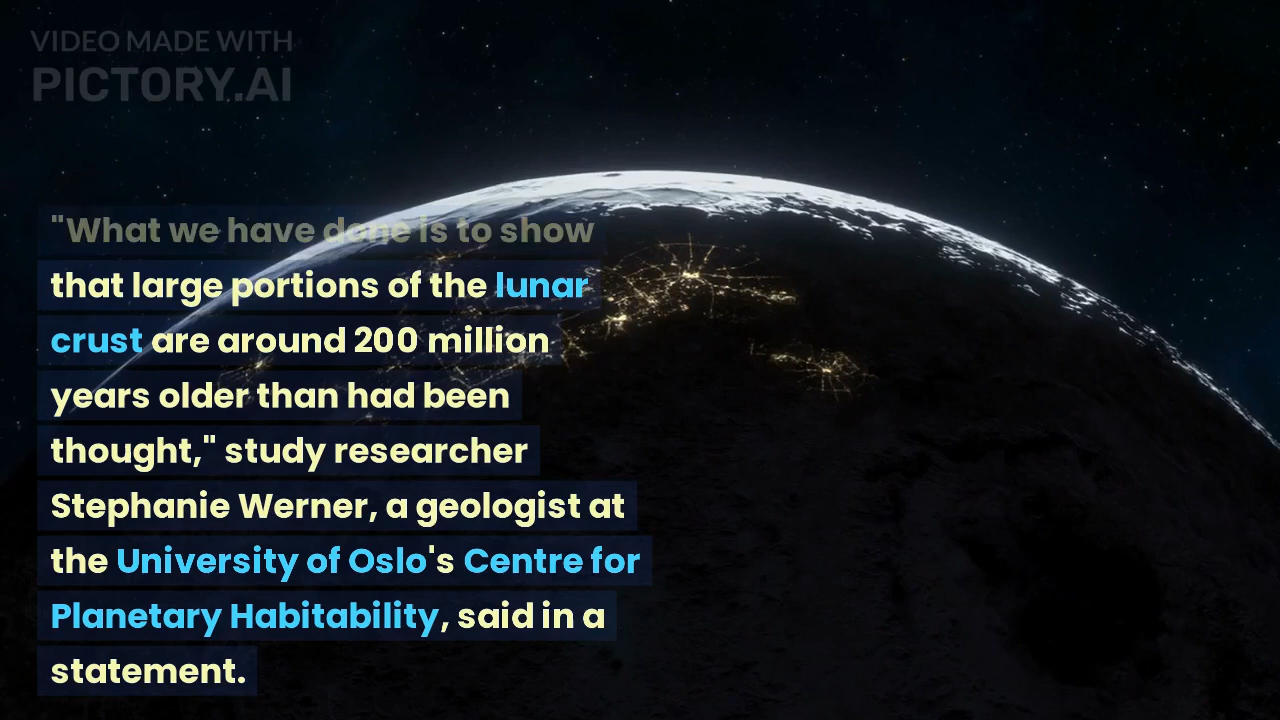 VIDEO MADE WITH
PICTORY.AI
"What we have done is to show
that large portions of the lunar
crust are around 200 million
years older than had been
thought," study researcher
Stephanie Werner, a geologist at
the University of Oslo's Centre for
Planetary Habitability, said in a
statement.